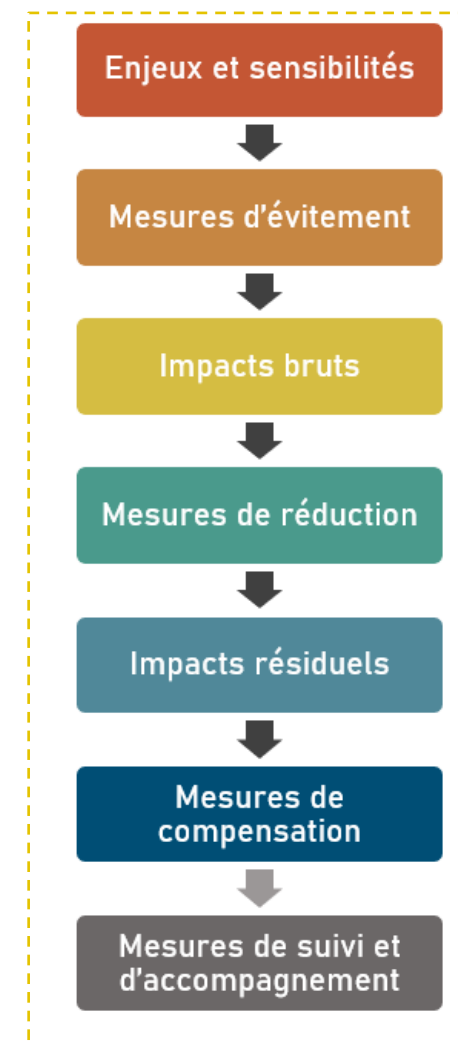 Enjeux et sensibilités
Mesures d'évitement
Impacts bruts
Mesures de réduction
Impacts résiduels
Mesures de
compensation
Mesures de suivi et
d'accompagnement